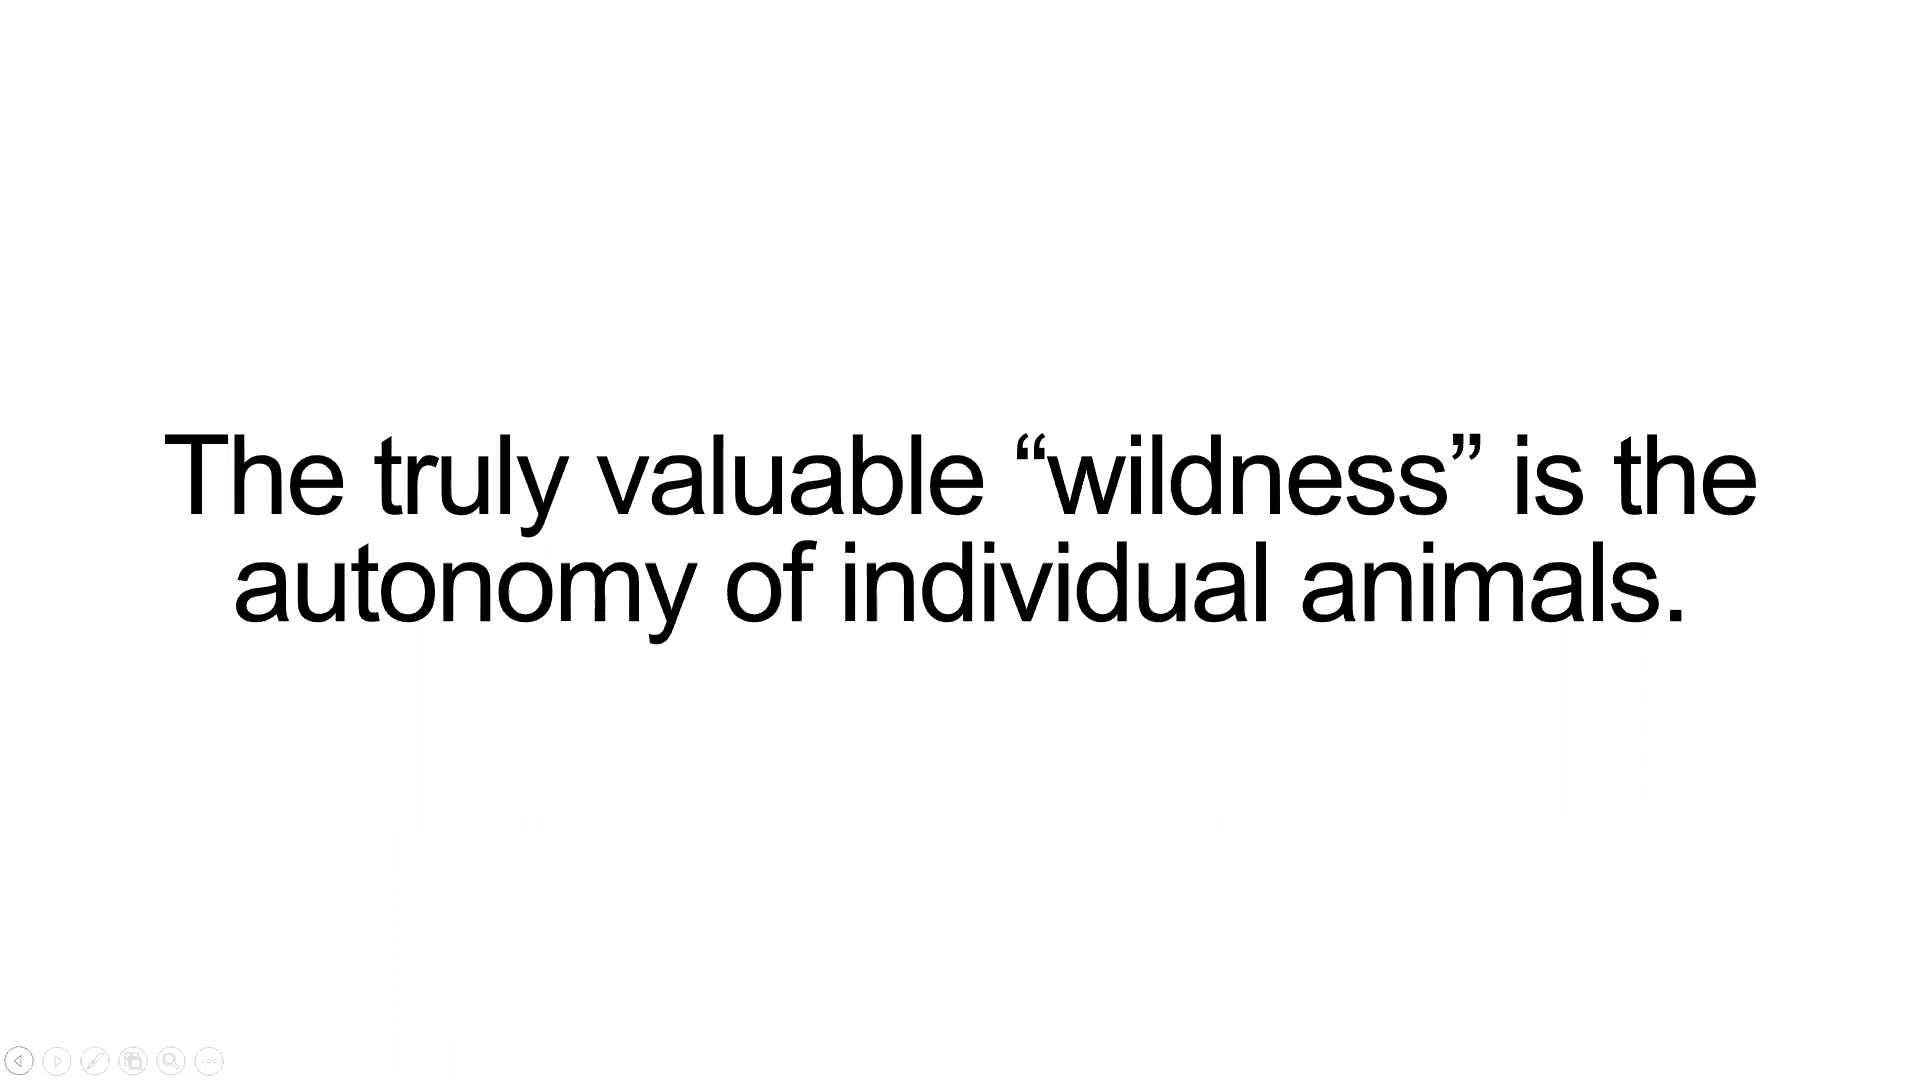 The truly valuable “wildness” is the
autonomy of individual animals.